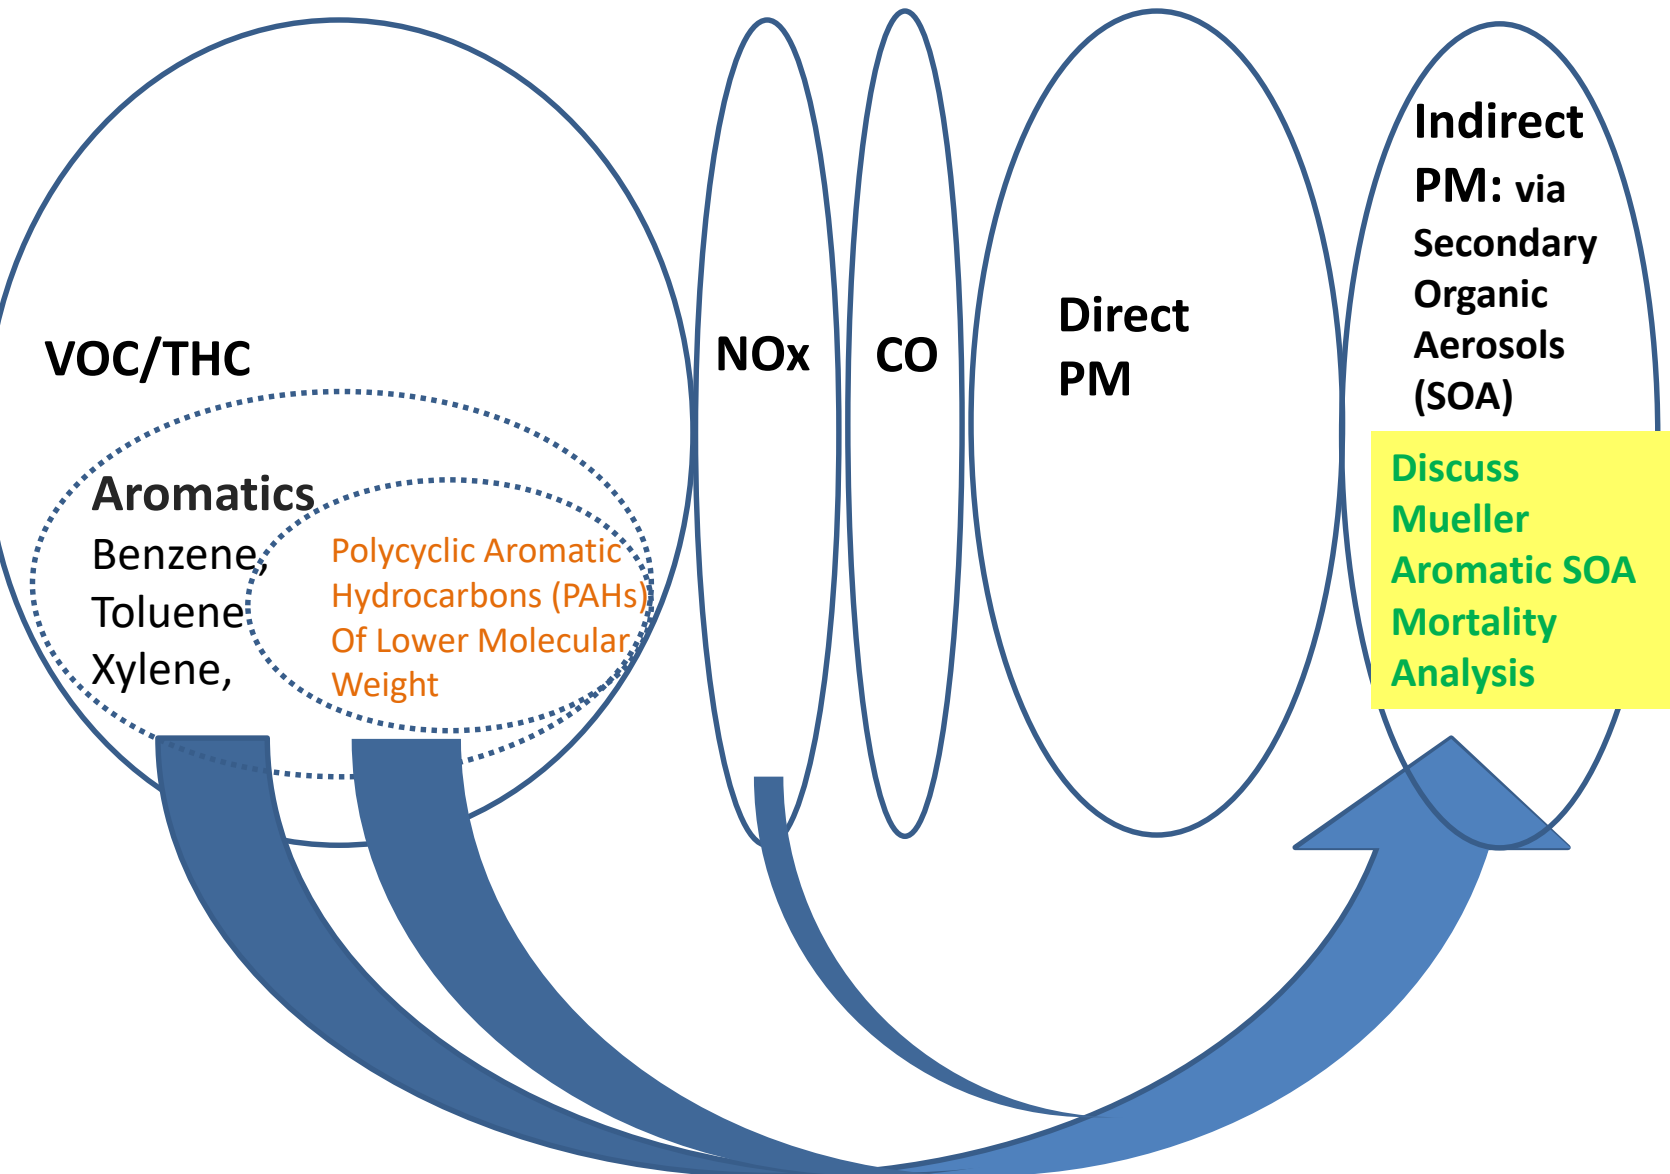 VOC/THC
Aromatics
Benzene,
Toluene
Xylene,
Polycyclic Aromatic
Hydrocarbons (PAHs)
Of Lower Molecular
Weight
NOx
CO
Direct
PM
Indirect
PM: via
Secondary
Organic
Aerosols
(SOA)
Discuss
Mueller
Aromatic SOA
Mortality
Analysis